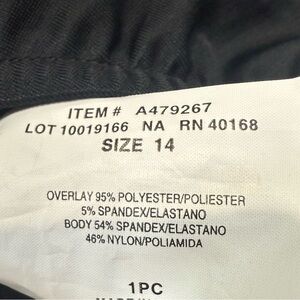 ITEM # A479267
LOT 10019166 NA RN 40168
SIZE 14
OVERLAY 95% POLYESTER/POLIESTER
5% SPANDEX/ELASTANO
BODY 54% SPANDEX/ELASTANO
46% NYLON/POLIAMIDA
1PC